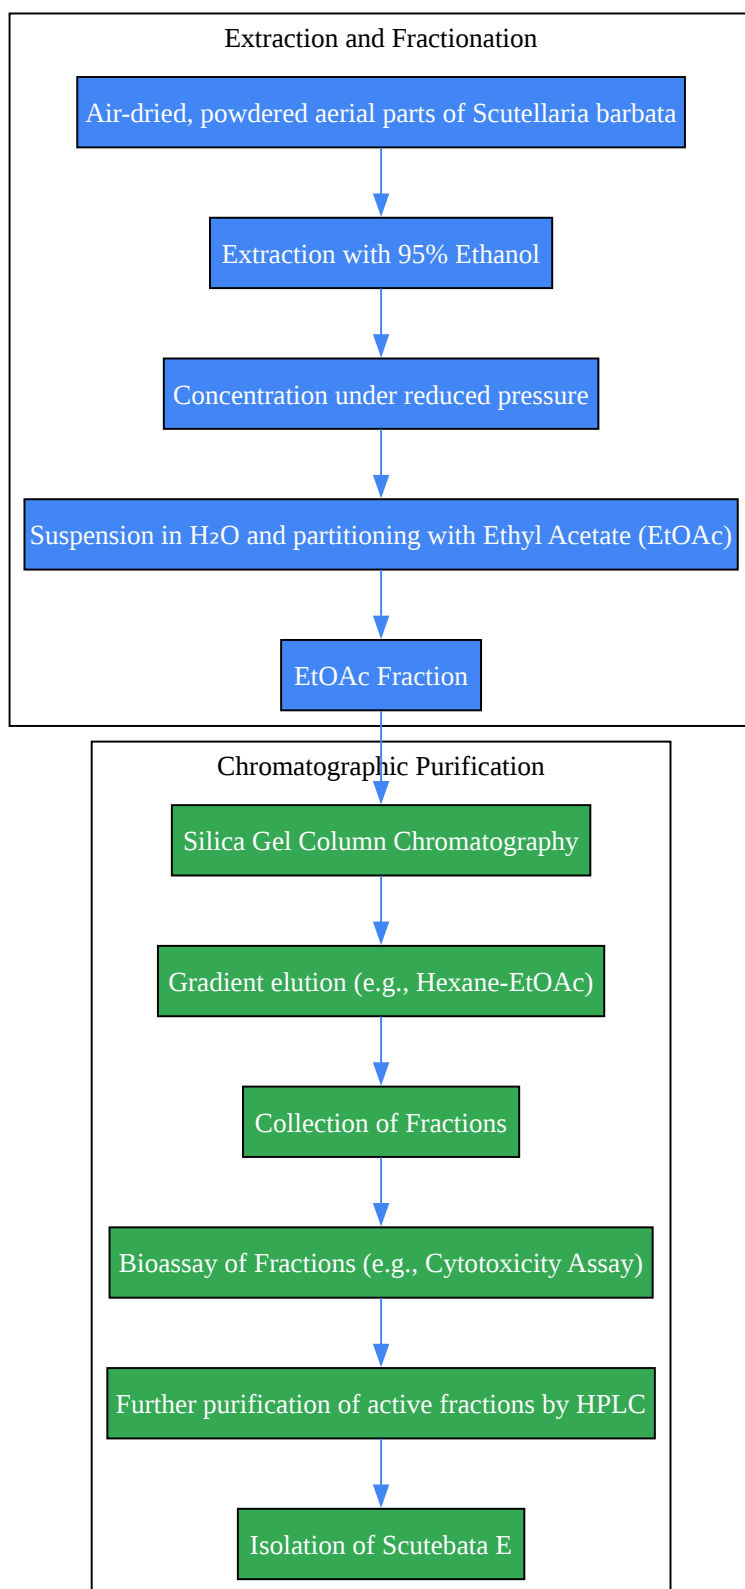 Extraction and Fractionation
Air-dried, powdered aerial parts of Scutellaria barbata
Extraction with 95% Ethanol
Concentration under reduced pressure
Suspension in H₂O and partitioning with Ethyl Acetate (EtOAc)
EtOAc Fraction
Chromatographic Purification
Silica Gel Column Chromatography
Gradient elution (e.g., Hexane-EtOAc)
Collection of Fractions
Bioassay of Fractions (e.g., Cytotoxicity Assay)
Further purification of active fractions by HPLC
Isolation of Scutebata E